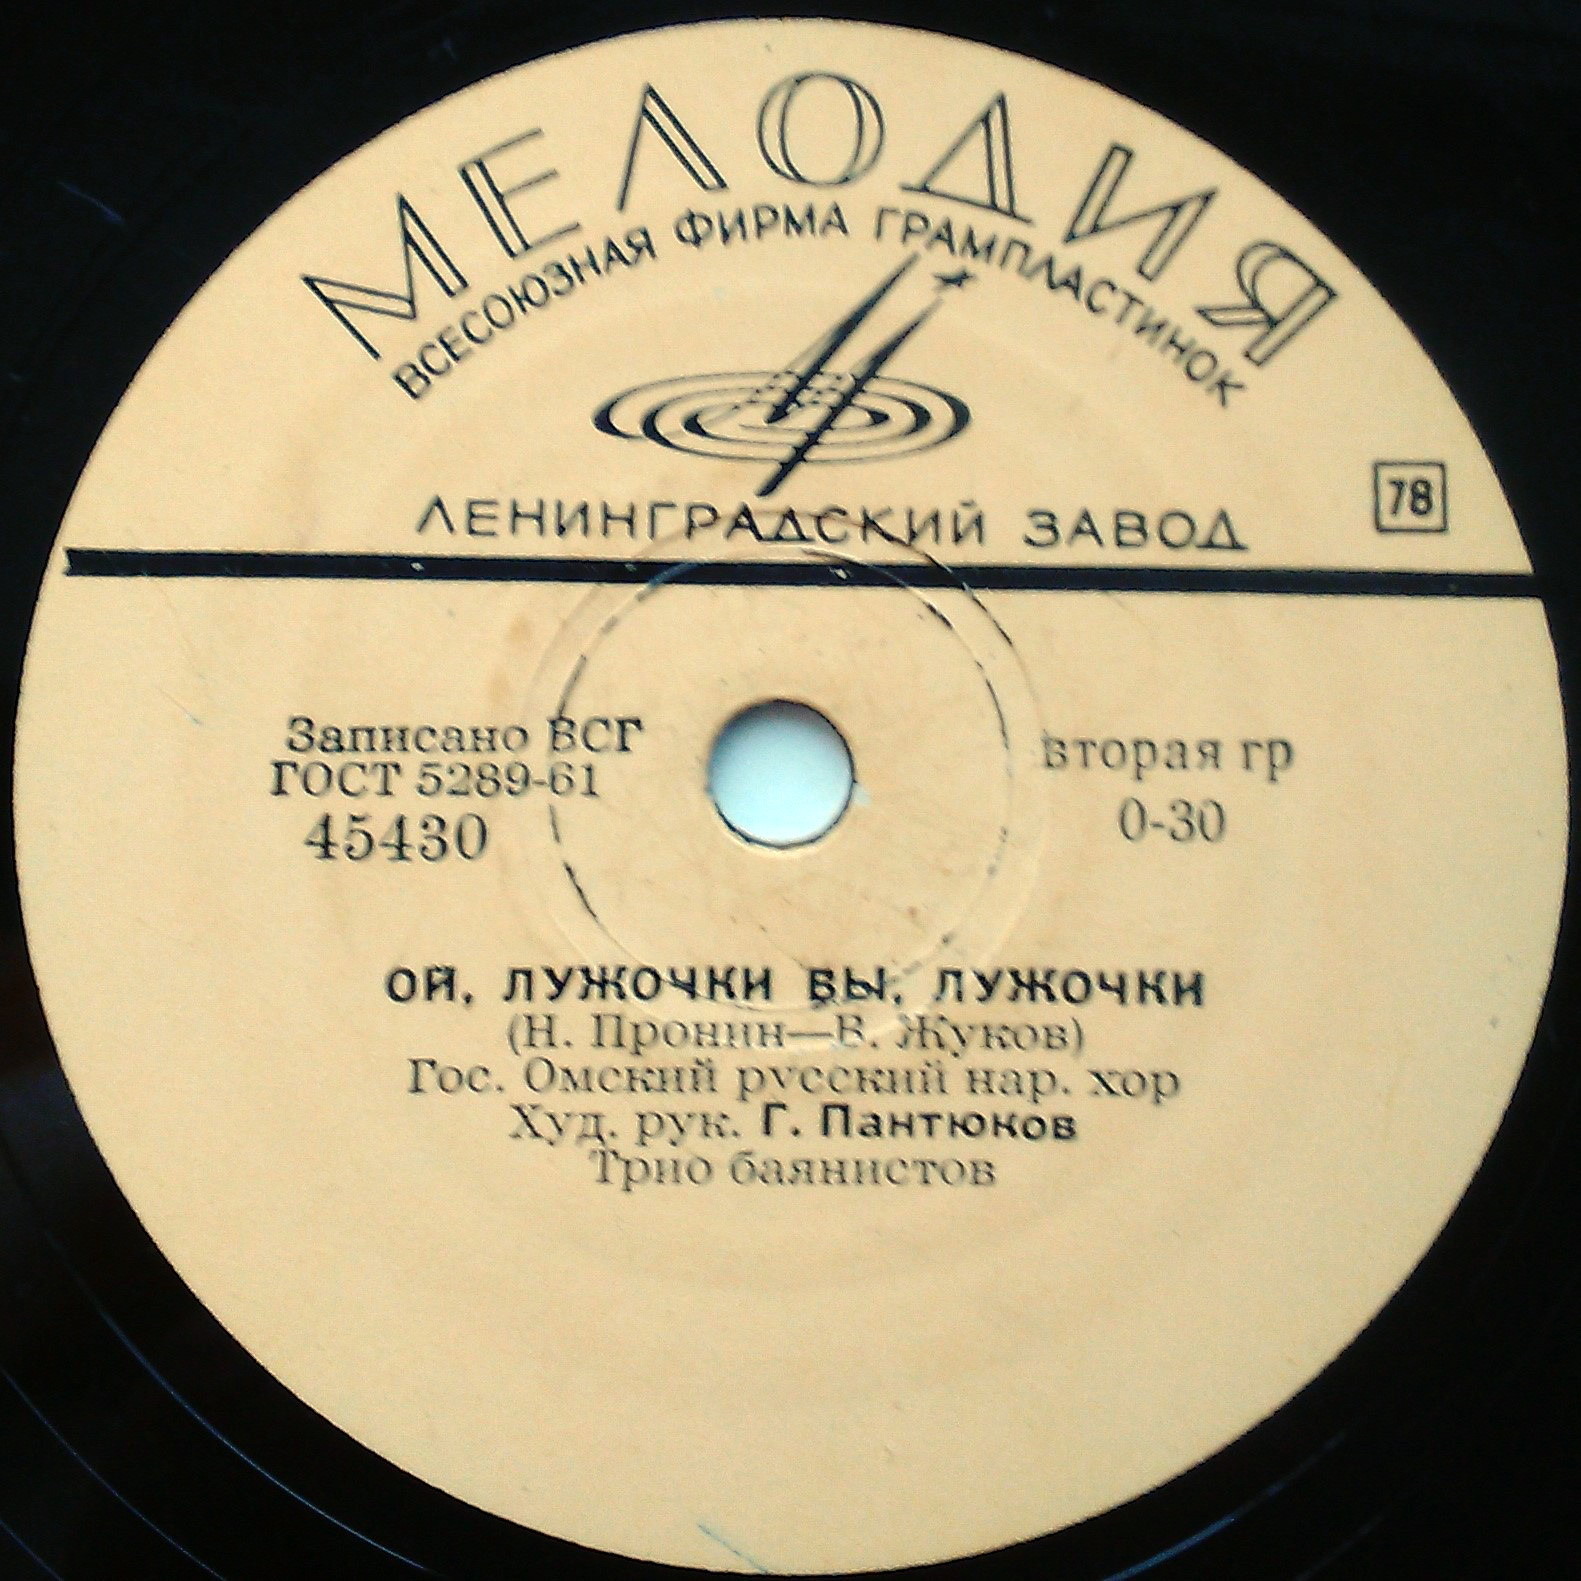 МЕЛОДИЯ
ВСЕСОЮЗНАЯ ФИРМА ГРАМПЛАСТИНОК
ЛЕНИНГРАДСКИЙ ЗАВОД
78
Записано ВСГ
ГОСТ 5289-61
45430
вторая гр
0-30
ОЙ, ЛУЖОЧКИ ВЫ, ЛУЖОЧКИ
(Н. Пронин—В. Жуков)
Гос. Омский русский нар. хор
Худ. рук. Г. Пантюков
Трио баянистов